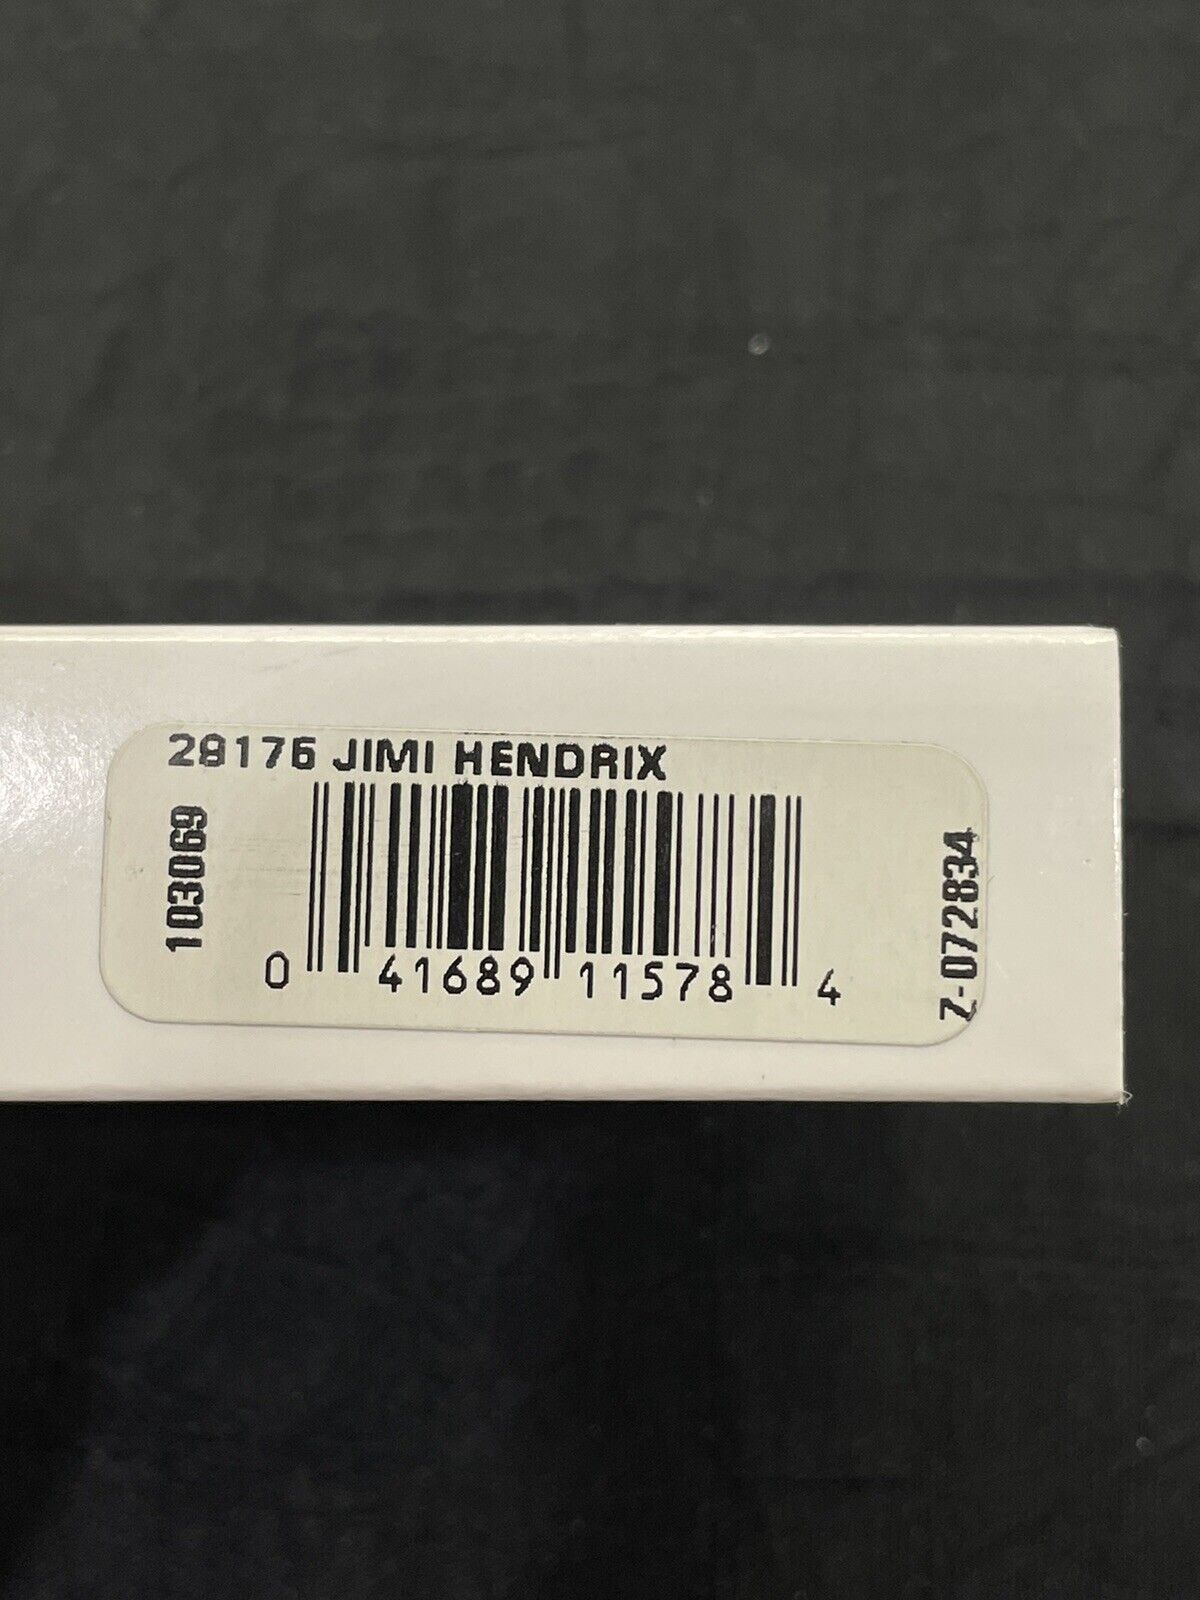 28176 JIMI HENDRIX
103069
0 41689 11578 4
Z-072834